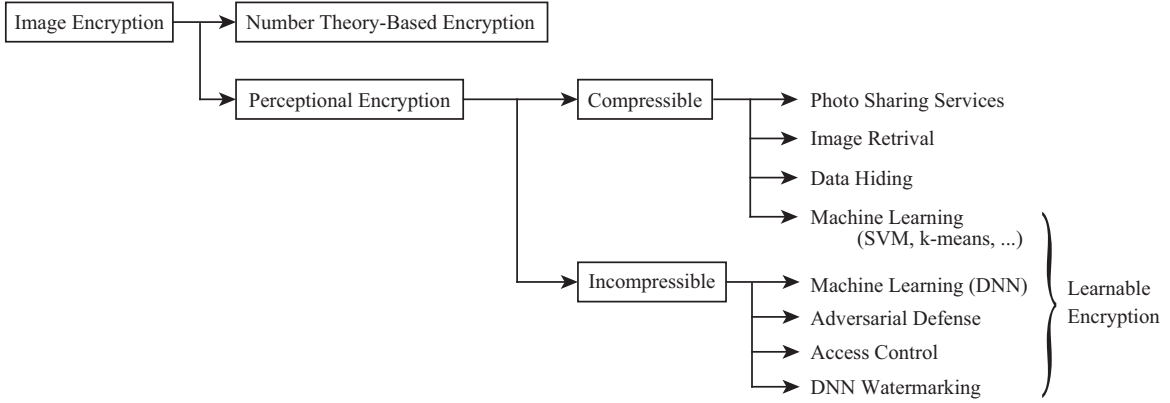 Image Encryption
Number Theory-Based Encryption
Perceptional Encryption
Compressible
Photo Sharing Services
Image Retrival
Data Hiding
Machine Learning
(SVM, k-means, ...)
Incompressible
Machine Learning (DNN)
Adversarial Defense
Access Control
DNN Watermarking
Learnable
Encryption